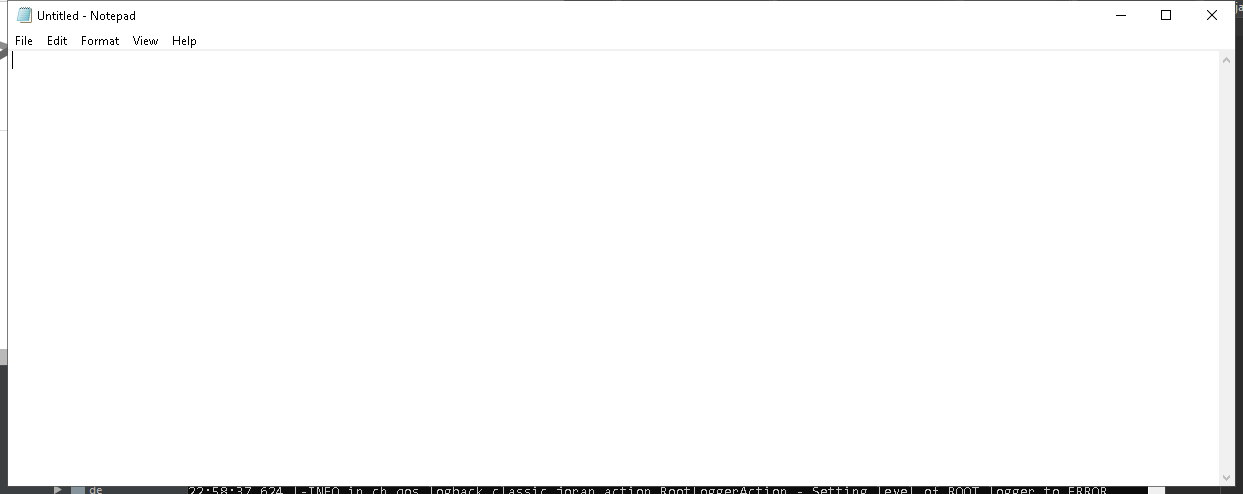 Untitled - Notepad
File Edit Format View Help
ja
de
22:58:37,624 |-INFO in ch.qos.logback.classic.joran.action.RootLoggerAction - Setting level of ROOT logger to ERROR